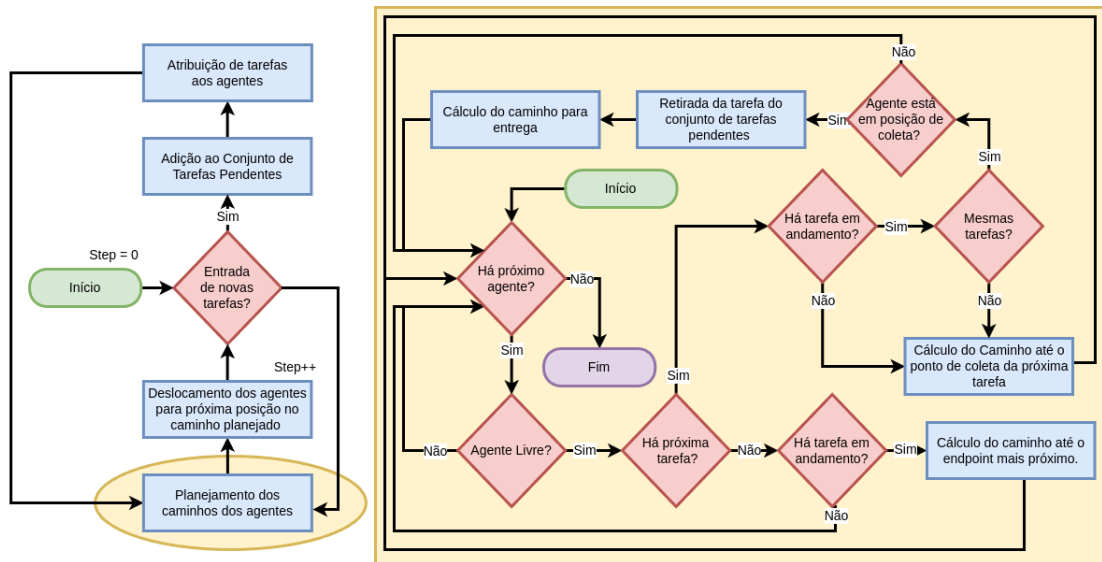 Atribuição de tarefas
aos agentes
Adição ao Conjunto de
Tarefas Pendentes
Sim
Step = 0
Início
Entrada
de novas
tarefas?
Step++
Deslocamento dos agentes
para próxima posição no
caminho planejado
Planejamento dos
caminhos dos agentes
Não
Cálculo do caminho para
entrega
Retirada da tarefa do
conjunto de tarefas
pendentes
Sim
Agente está
em posição de
coleta?
Sim
Início
Há tarefa em
andamento?
Sim
Mesmas
tarefas?
Há próximo
agente?
Não
Não
Não
Sim
Fim
Sim
Cálculo do Caminho até o
ponto de coleta da próxima
tarefa
Não
Agente Livre?
Sim
Há próxima
tarefa?
Não
Há tarefa em
andamento?
Sim
Cálculo do caminho até o
endpoint mais próximo.
Não